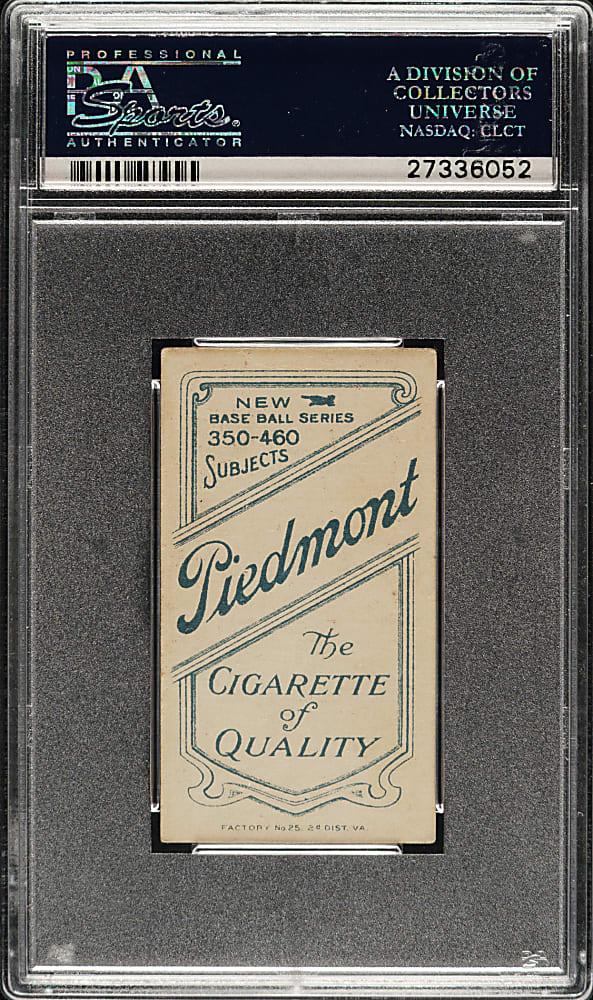 PROFESSIONAL
PSA
Sports®
AUTHENTICATOR
A DIVISION OF
COLLECTORS
UNIVERSE
NASDAQ: CLCT
27336052
NEW
BASE BALL SERIES
350-460
SUBJECTS
Piedmont
The
CIGARETTE
of
QUALITY
FACTORY No 25. 2d DIST. VA.